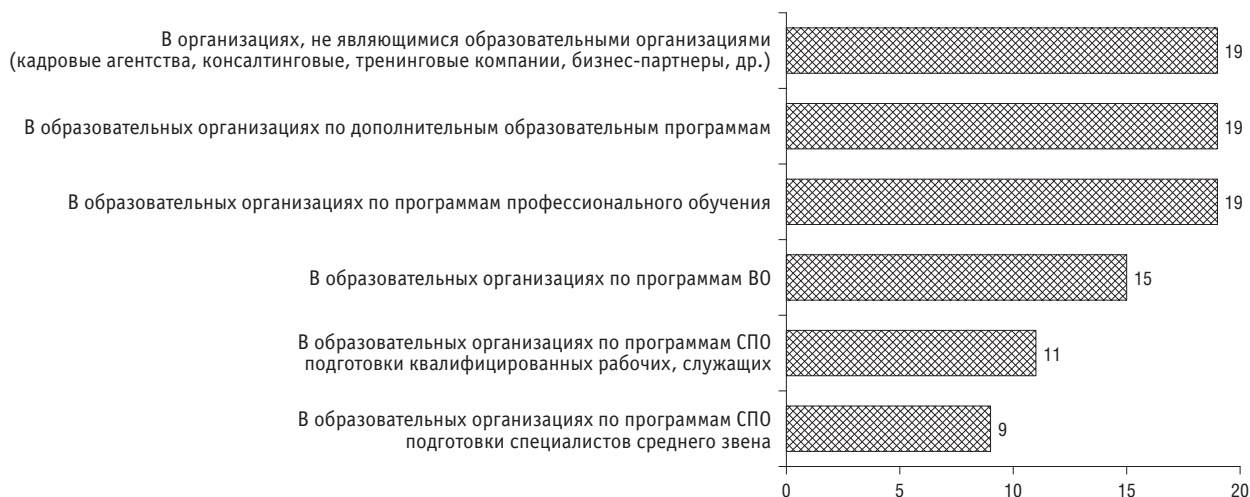 В организациях, не являющимися образовательными организациями
(кадровые агентства, консалтинговые, тренинговые компании, бизнес-партнеры, др.)
19
В образовательных организациях по дополнительным образовательным программам
19
В образовательных организациях по программам профессионального обучения
19
В образовательных организациях по программам ВО
15
В образовательных организациях по программам СПО
подготовки квалифицированных рабочих, служащих
11
В образовательных организациях по программам СПО
подготовки специалистов среднего звена
9
0 5 10 15 20